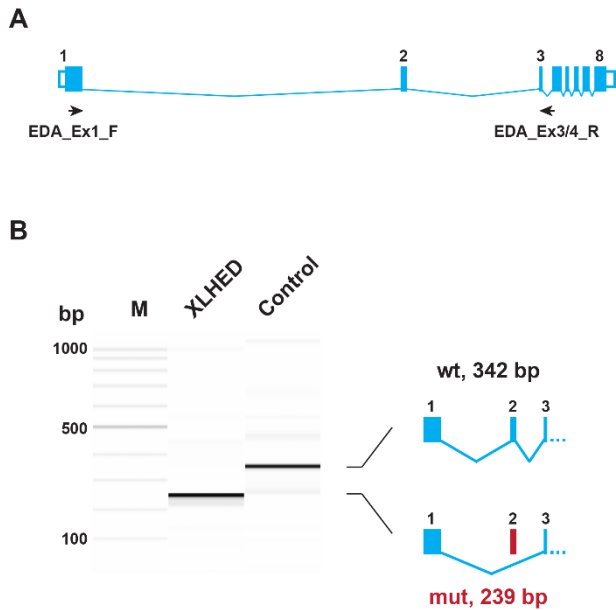 A
1 2 3 8
EDA_Ex1_F EDA_Ex3/4_R
B
bp M XLHED Control
1000
500
100
wt, 342 bp
1 2 3
1 2 3
mut, 239 bp